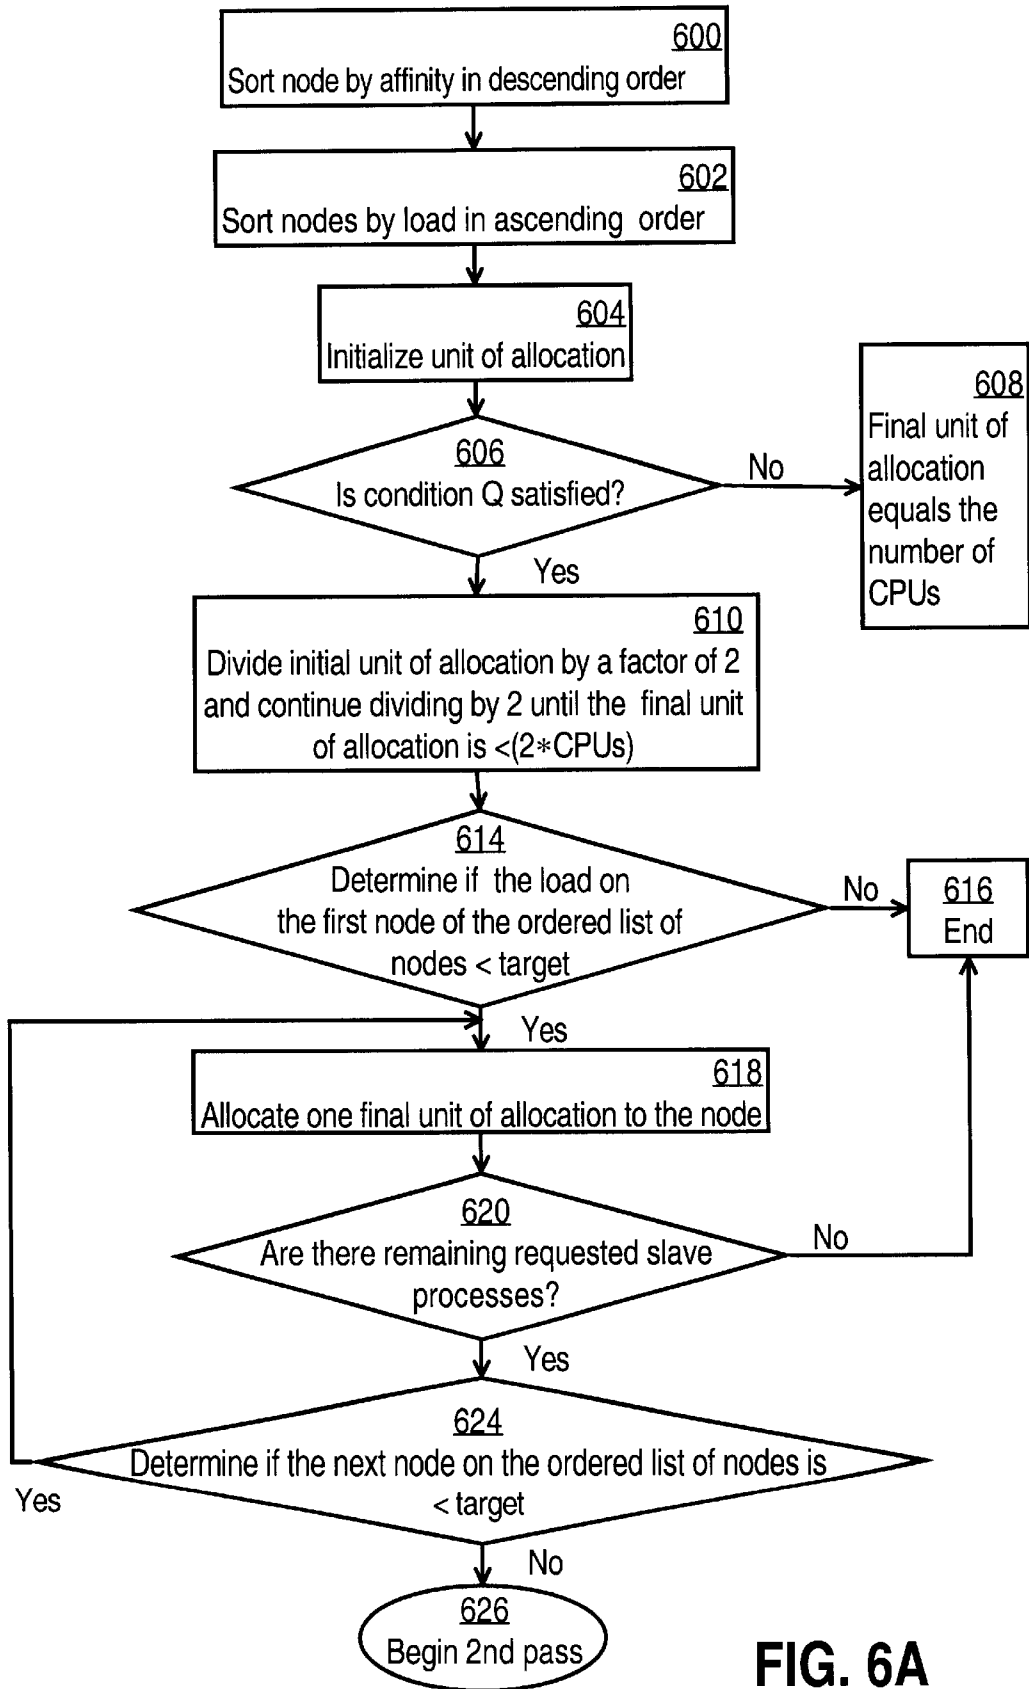 600
Sort node by affinity in descending order
602
Sort nodes by load in ascending order
604
Initialize unit of allocation
606
Is condition Q satisfied?
No
608
Final unit of
allocation
equals the
number of
CPUs
Yes
610
Divide initial unit of allocation by a factor of 2
and continue dividing by 2 until the final unit
of allocation is <(2*CPUs)
614
Determine if the load on
the first node of the ordered list of
nodes < target
No
616
End
Yes
618
Allocate one final unit of allocation to the node
620
Are there remaining requested slave
processes?
No
Yes
624
Determine if the next node on the ordered list of nodes is
< target
Yes
No
626
Begin 2nd pass
FIG. 6A